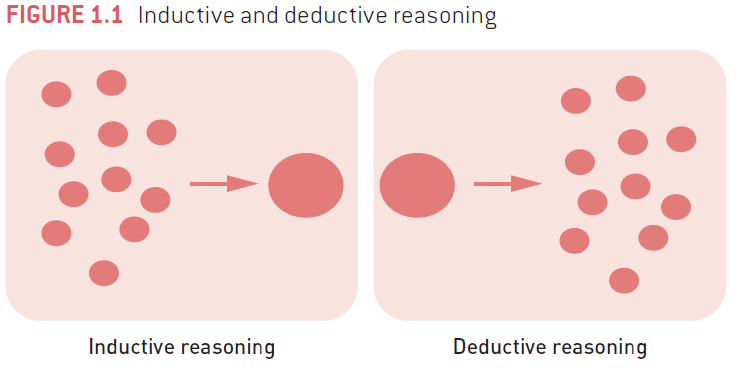 FIGURE 1.1 Inductive and deductive reasoning
Inductive reasoning
Deductive reasoning